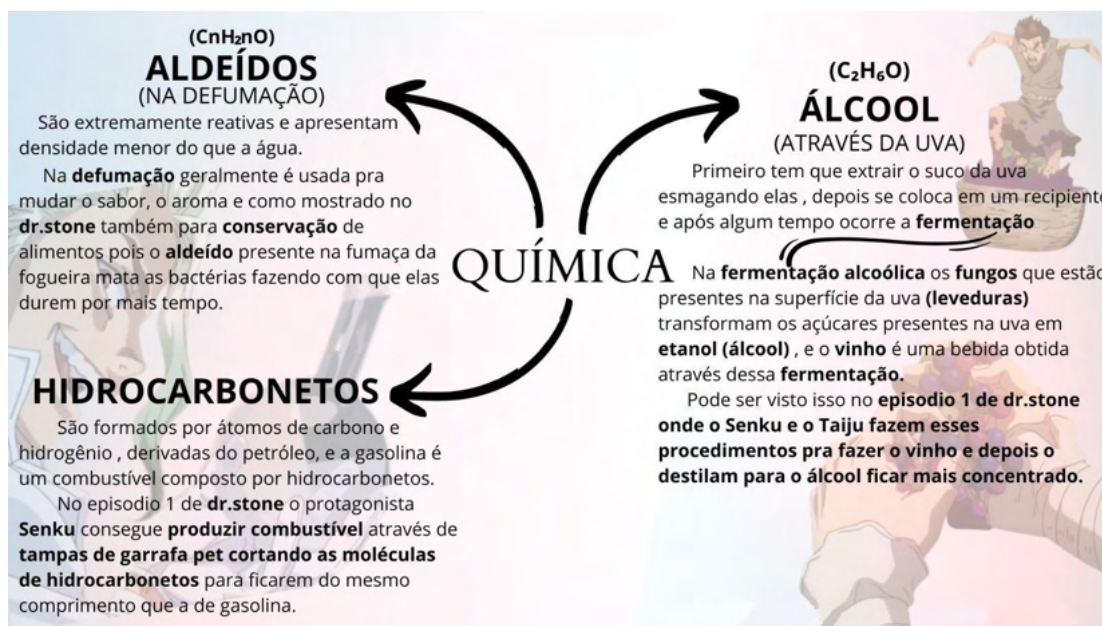 (CnH₂nO)
ALDEÍDOS
(NA DEFUMAÇÃO)
São extremamente reativas e apresentam
densidade menor do que a água.
Na defumação geralmente é usada pra
mudar o sabor, o aroma e como mostrado no
dr.stone também para conservação de
alimentos pois o aldeído presente na fumaça da
fogueira mata as bactérias fazendo com que elas
durem por mais tempo.
QUÍMICA
HIDROCARBONETOS
São formados por átomos de carbono e
hidrogênio , derivadas do petróleo, e a gasolina é
um combustível composto por hidrocarbonetos.
No episodio 1 de dr.stone o protagonista
Senku consegue produzir combustível através de
tampas de garrafa pet cortando as moléculas
de hidrocarbonetos para ficarem do mesmo
comprimento que a de gasolina.
(C₂H₆O)
ÁLCOOL
(ATRAVÉS DA UVA)
Primeiro tem que extrair o suco da uva
esmagando elas , depois se coloca em um recipiente
e após algum tempo ocorre a fermentação
Na fermentação alcoólica os fungos que estão
presentes na superfície da uva (leveduras)
transformam os açúcares presentes na uva em
etanol (álcool) , e o vinho é uma bebida obtida
através dessa fermentação.
Pode ser visto isso no episodio 1 de dr.stone
onde o Senku e o Taiju fazem esses
procedimentos pra fazer o vinho e depois o
destilam para o álcool ficar mais concentrado.